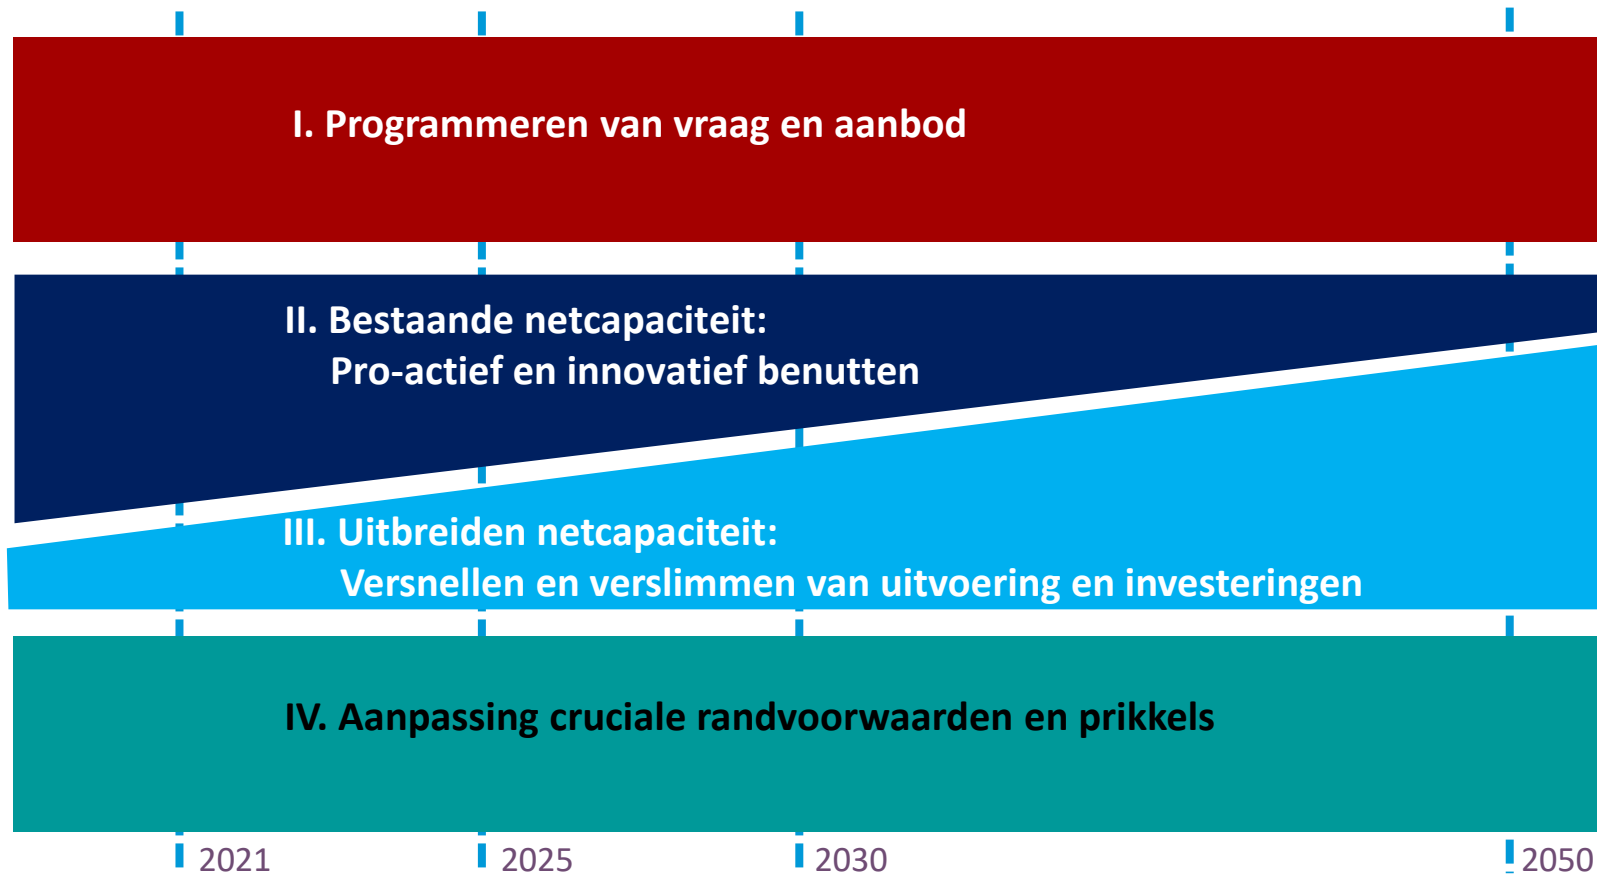 I. Programmeren van vraag en aanbod
II. Bestaande netcapaciteit:
Pro-actief en innovatief benutten
III. Uitbreiden netcapaciteit:
Versnellen en verslimmen van uitvoering en investeringen
IV. Aanpassing cruciale randvoorwaarden en prikkels
2021 2025 2030 2050